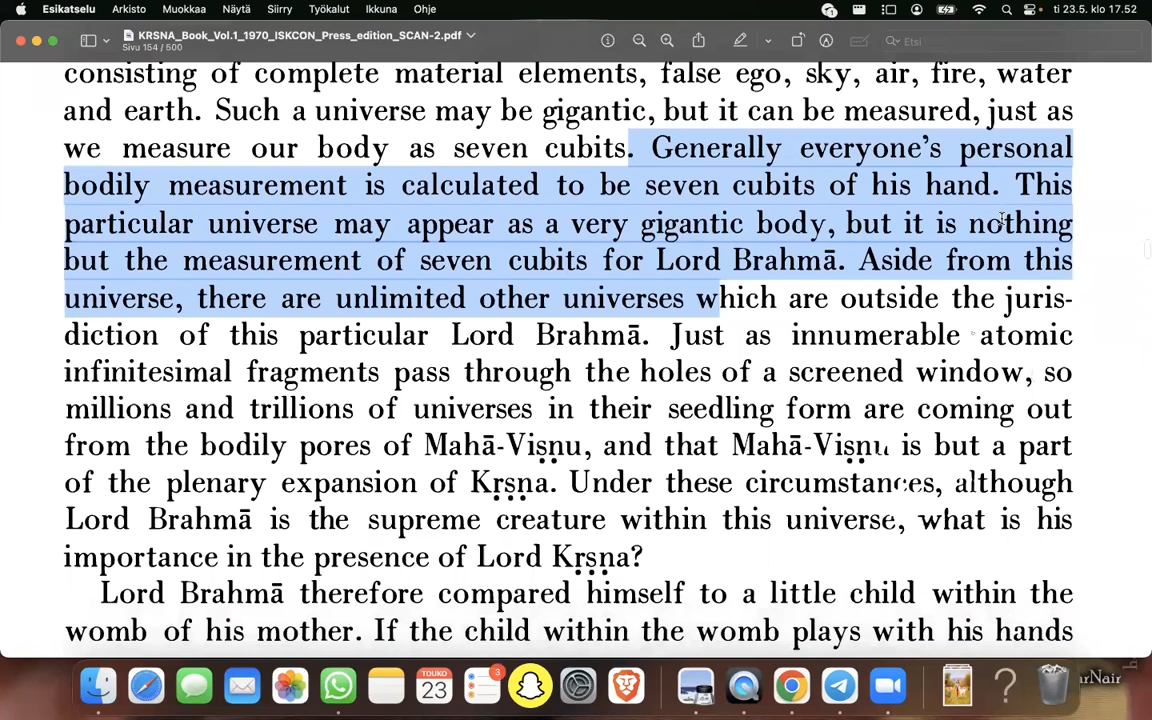 Esikatselu Arkisto Muokkaa Näytä Siirry Työkalut Ikkuna Ohje ti 23.5. klo 17.52
KRSNA_Book_Vol.1_1970_ISKCON_Press_edition_SCAN-2.pdf
Sivu 154 / 500
Etsi
consisting of complete material elements, false ego, sky, air, fire, water
and earth. Such a universe may be gigantic, but it can be measured, just as
we measure our body as seven cubits. Generally everyone's personal
bodily measurement is calculated to be seven cubits of his hand. This
particular universe may appear as a very gigantic body, but it is nothing
but the measurement of seven cubits for Lord Brahmā. Aside from this
universe, there are unlimited other universes which are outside the juris-
diction of this particular Lord Brahmā. Just as innumerable atomic
infinitesimal fragments pass through the holes of a screened window, so
millions and trillions of universes in their seedling form are coming out
from the bodily pores of Mahā-Viṣṇu, and that Mahā-Viṣṇu is but a part
of the plenary expansion of Kṛṣṇa. Under these circumstances, although
Lord Brahmā is the supreme creature within this universe, what is his
importance in the presence of Lord Kṛṣṇa?
Lord Brahmā therefore compared himself to a little child within the
womb of his mother. If the child within the womb plays with his hands
TOUKO
23
3
arNair